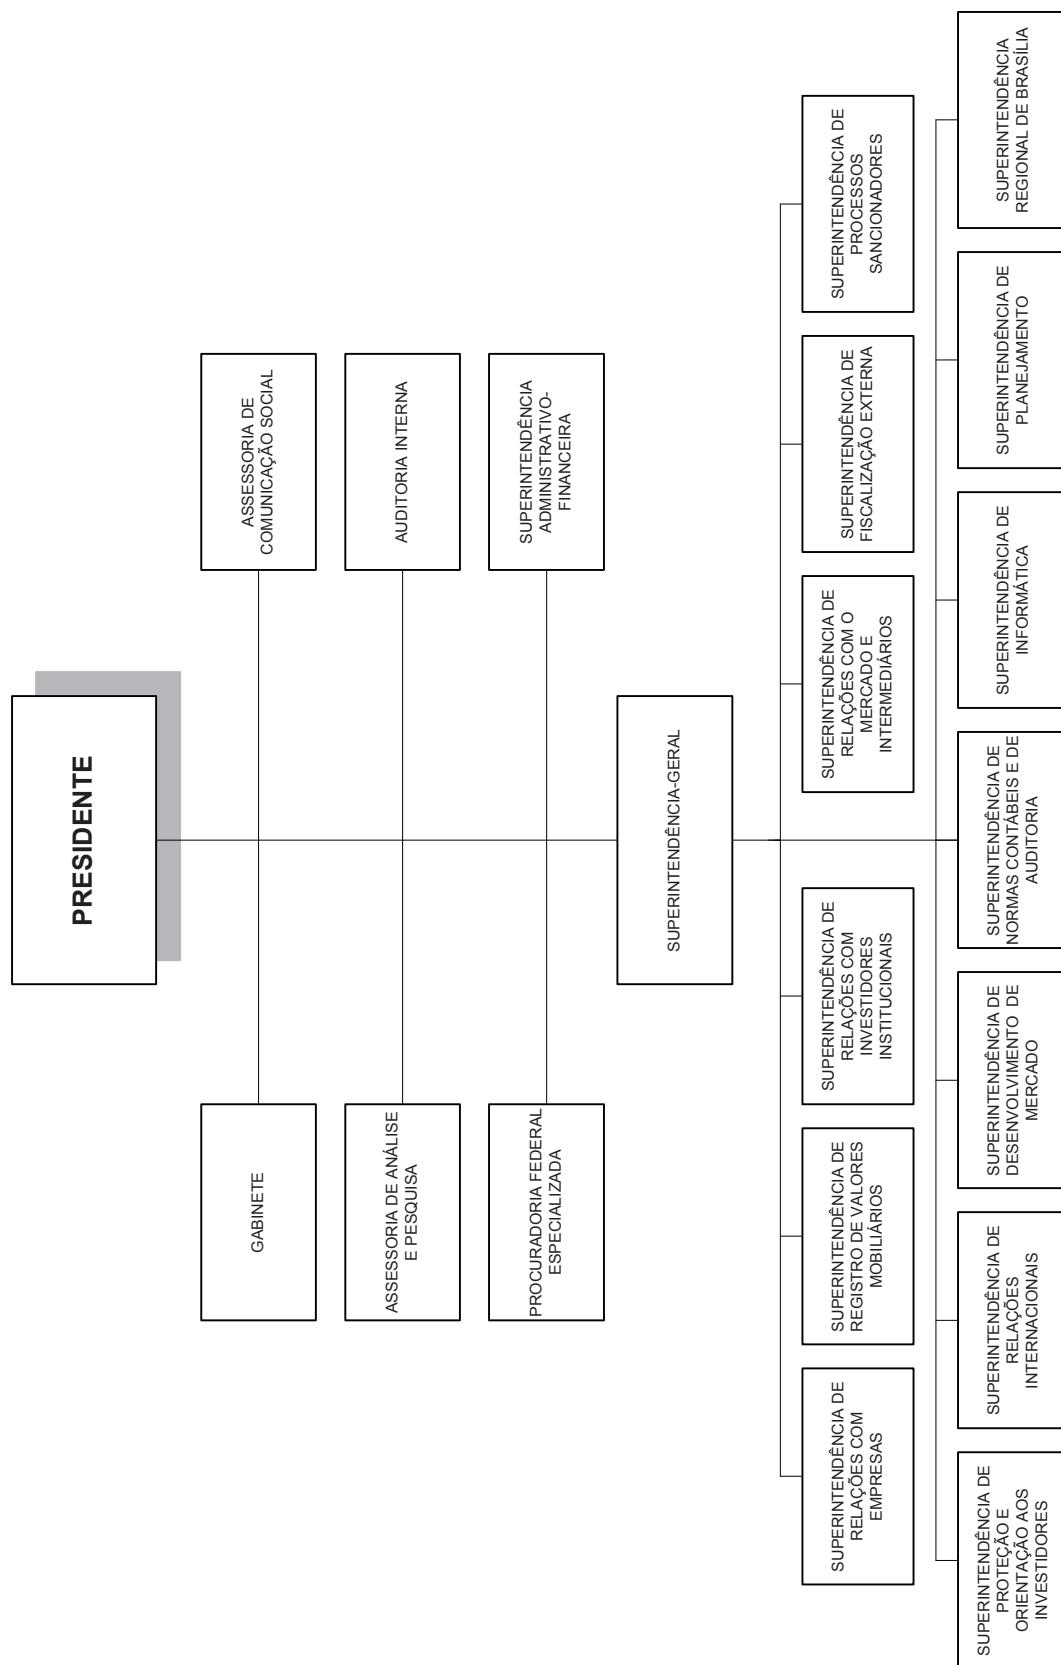 PRESIDENTE
GABINETE
ASSESSORIA DE
COMUNICAÇÃO SOCIAL
ASSESSORIA DE ANÁLISE
E PESQUISA
AUDITORIA INTERNA
PROCURADORIA FEDERAL
ESPECIALIZADA
SUPERINTENDÊNCIA
ADMINISTRATIVO-
FINANCEIRA
SUPERINTENDÊNCIA-GERAL
SUPERINTENDÊNCIA DE
RELAÇÕES COM
EMPRESAS
SUPERINTENDÊNCIA DE
REGISTRO DE VALORES
MOBILIÁRIOS
SUPERINTENDÊNCIA DE
RELAÇÕES COM
INVESTIDORES
INSTITUCIONAIS
SUPERINTENDÊNCIA DE
RELAÇÕES COM O
MERCADO E
INTERMEDIÁRIOS
SUPERINTENDÊNCIA DE
FISCALIZAÇÃO EXTERNA
SUPERINTENDÊNCIA DE
PROCESSOS
SANCIONADORES
SUPERINTENDÊNCIA DE
PROTEÇÃO E
ORIENTAÇÃO AOS
INVESTIDORES
SUPERINTENDÊNCIA DE
RELAÇÕES
INTERNACIONAIS
SUPERINTENDÊNCIA DE
DESENVOLVIMENTO DE
MERCADO
SUPERINTENDÊNCIA DE
NORMAS CONTÁBEIS E DE
AUDITORIA
SUPERINTENDÊNCIA DE
INFORMÁTICA
SUPERINTENDÊNCIA DE
PLANEJAMENTO
SUPERINTENDÊNCIA
REGIONAL DE BRASÍLIA